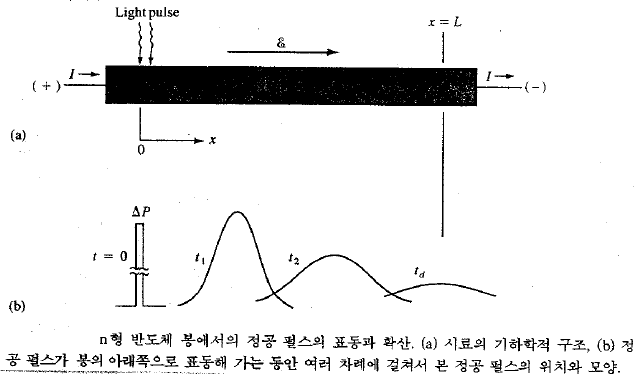 Light pulse
ℰ
x = L
I
(+)
I
(−)
(a)
0
x
ΔP
t = 0
t₁
t₂
t_d
(b)
n형 반도체 봉에서의 정공 펄스의 표동과 확산. (a) 시료의 기하학적 구조, (b) 정
공 펄스가 봉의 아래쪽으로 표동해 가는 동안 여러 차례에 걸쳐서 본 정공 펄스의 위치와 모양.